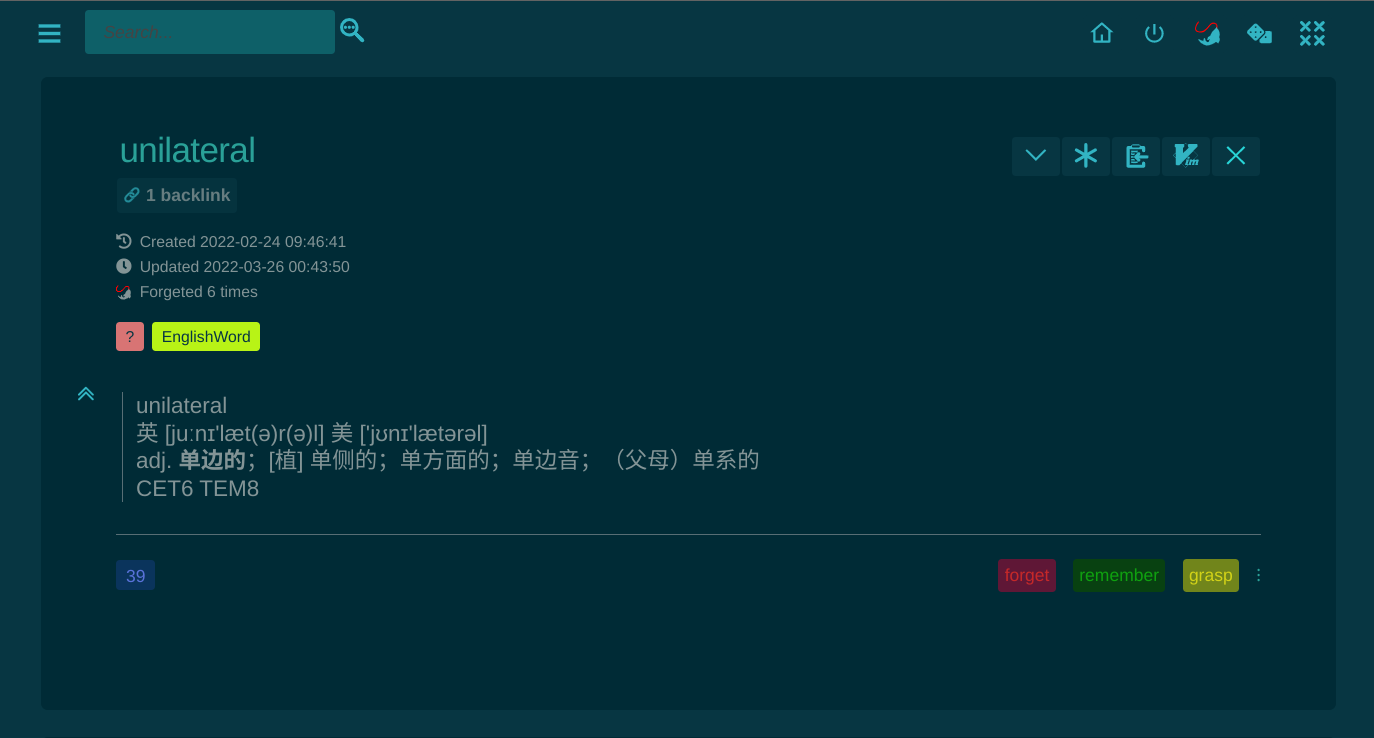 Search...
unilateral
1 backlink
Created 2022-02-24 09:46:41
Updated 2022-03-26 00:43:50
Forgeted 6 times
? EnglishWord
unilateral
英 [juːnɪ'læt(ə)r(ə)l] 美 ['jʊnɪ'lætərəl]
adj. 单边的；[植] 单侧的；单方面的；单边音；（父母）单系的
CET6 TEM8
39 forget remember grasp